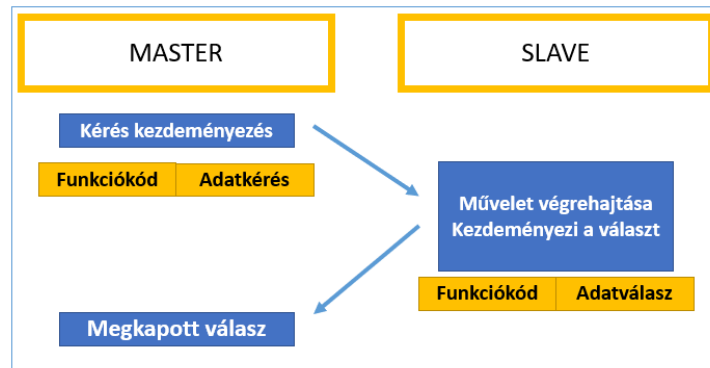 MASTER
SLAVE
Kérés kezdeményezés
Funkciókód Adatkérés
Művelet végrehajtása
Kezdeményezi a választ
Funkciókód Adatválasz
Megkapott válasz